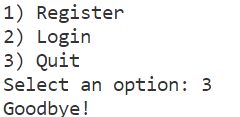 1) Register
2) Login
3) Quit
Select an option: 3
Goodbye!